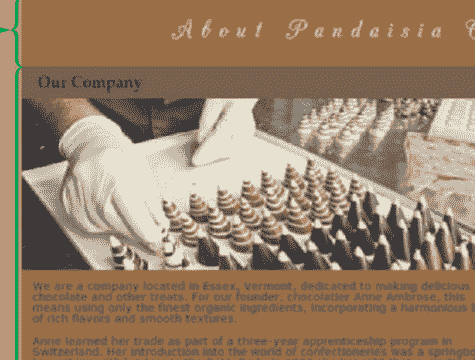 About Pandaisia
Our Company
We are a company located in Essex, Vermont, dedicated to making delicious
chocolate and other treats. For our founder, chocolatier Anne Ambrose, this
means using only the finest organic ingredients, incorporating a harmonious
of rich flavors and smooth textures.
Anne learned her trade as part of a three-year apprenticeship program in
Switzerland. Her introduction into the world of confectioneries was a